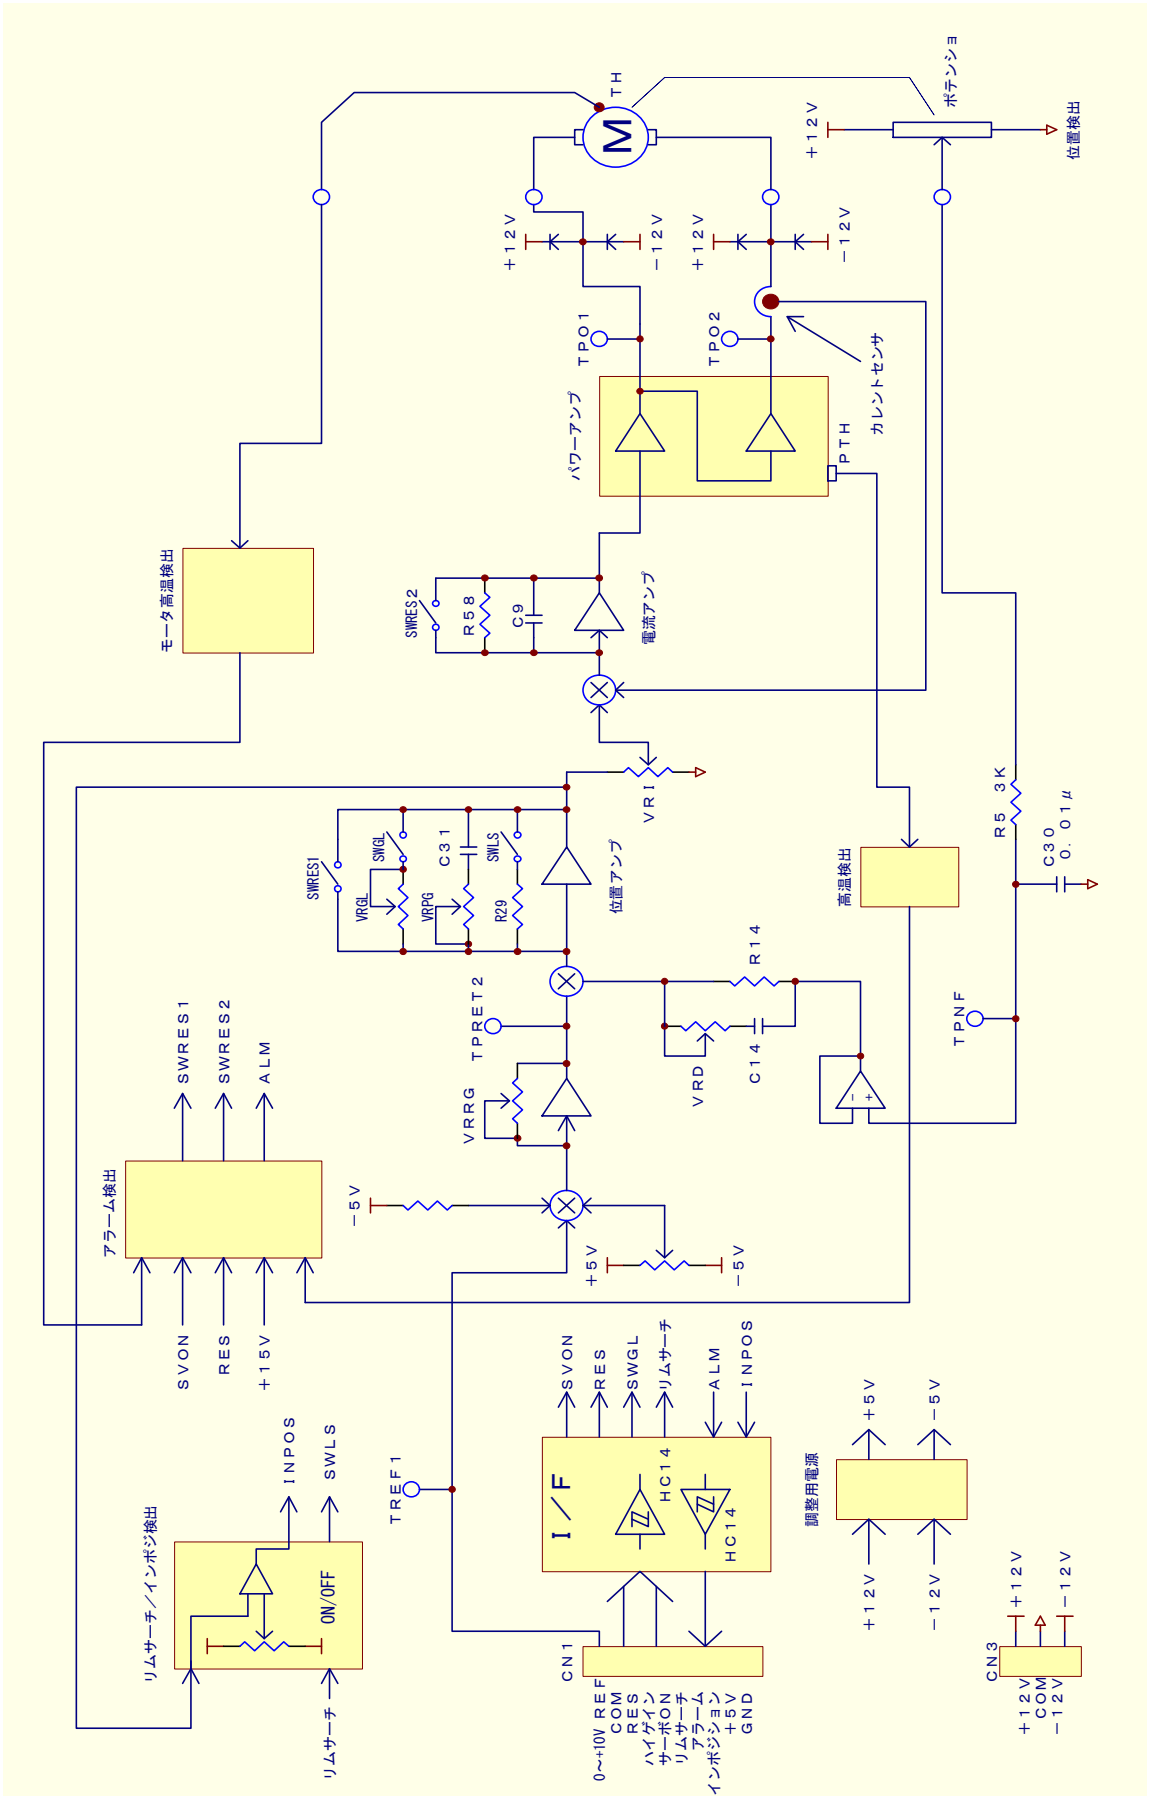 リムサーチ／インポジ検出
INPOS
SWLS
ON/OFF
リムサーチ
アラーム検出
SVON
RES
＋15V
SWRES1
SWRES2
ALM
モータ高温検出
TREF1
－5V
＋5V
－5V
VRRG
TPRET2
SWRES1
VRGL
SWGL
VRPG
C31
R29
SWLS
位置アンプ
VRI
SWRES2
R58
C9
電流アンプ
パワーアンプ
TPO1
TPO2
PTH
カレントセンサ
＋12V
－12V
＋12V
－12V
TH
M
＋12V
ポテンショ
位置検出
VRD
C14
R14
－
＋
高温検出
TPNF
R5 3K
C30
0.01μ
CN1
0～+10V REF
COM
RES
ハイゲイン
サーボON
リムサーチ
アラーム
インポジション
＋5V
GND
I／F
HC14
HC14
SVON
RES
SWGL
リムサーチ
ALM
INPOS
調整用電源
＋12V
－12V
＋5V
－5V
CN3
＋12V
COM
－12V
＋12V
－12V